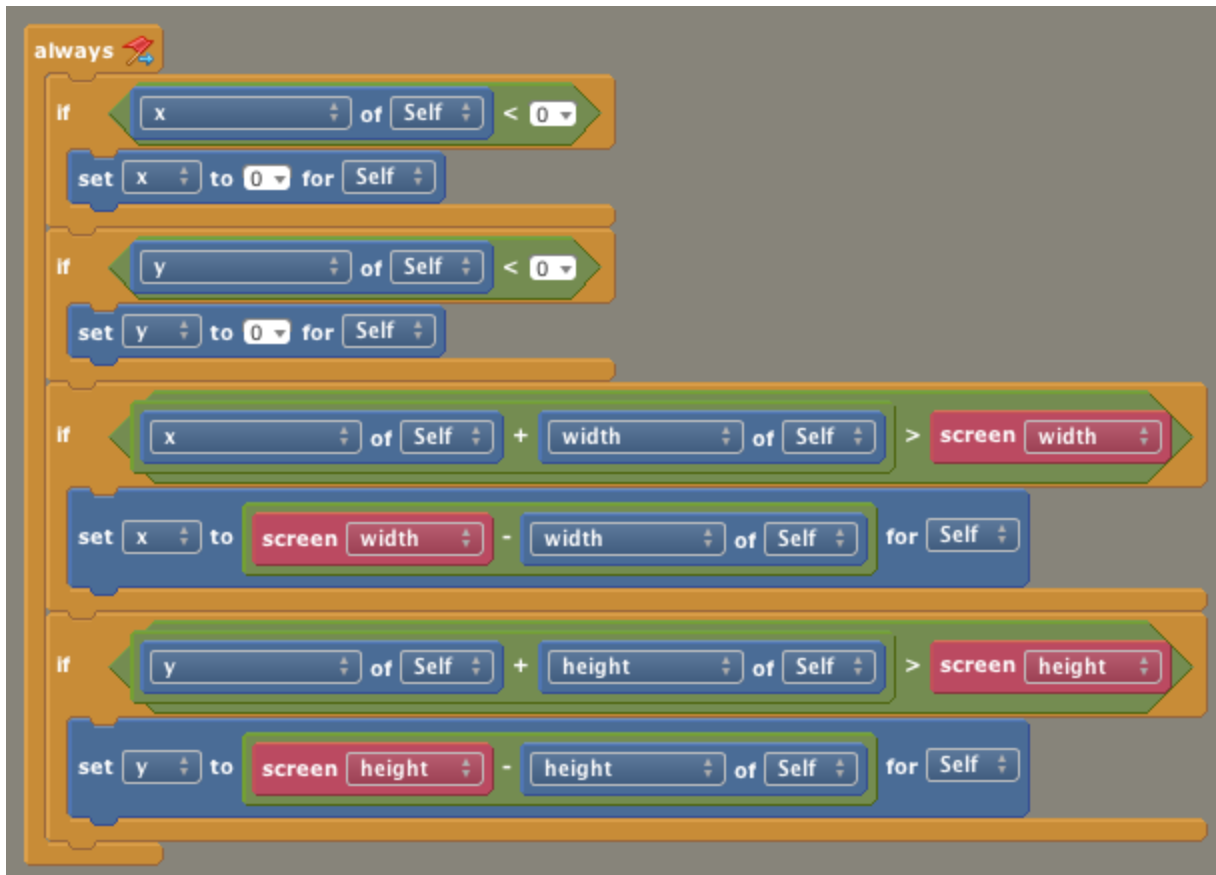 always
if x of Self < 0
set x to 0 for Self
if y of Self < 0
set y to 0 for Self
if x of Self + width of Self > screen width
set x to screen width - width of Self for Self
if y of Self + height of Self > screen height
set y to screen height - height of Self for Self